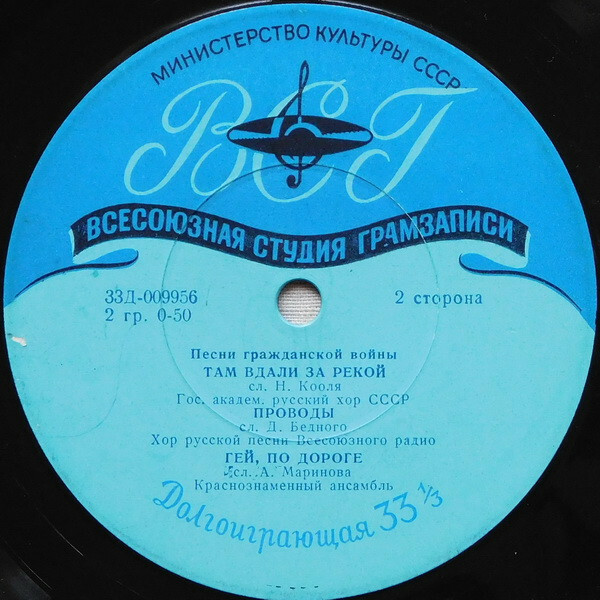 МИНИСТЕРСТВО КУЛЬТУРЫ СССР
ВСГ
ВСЕСОЮЗНАЯ СТУДИЯ ГРАМЗАПИСИ
33Д-009956
2 гр. 0-50
2 сторона
Песни гражданской войны
ТАМ ВДАЛИ ЗА РЕКОЙ
сл. Н. Кооля
Гос. академ. русский хор СССР
ПРОВОДЫ
сл. Д. Бедного
Хор русской песни Всесоюзного радио
ГЕЙ, ПО ДОРОГЕ
сл. А. Маринова
Краснознаменный ансамбль
Долгоиграющая 33 1/3